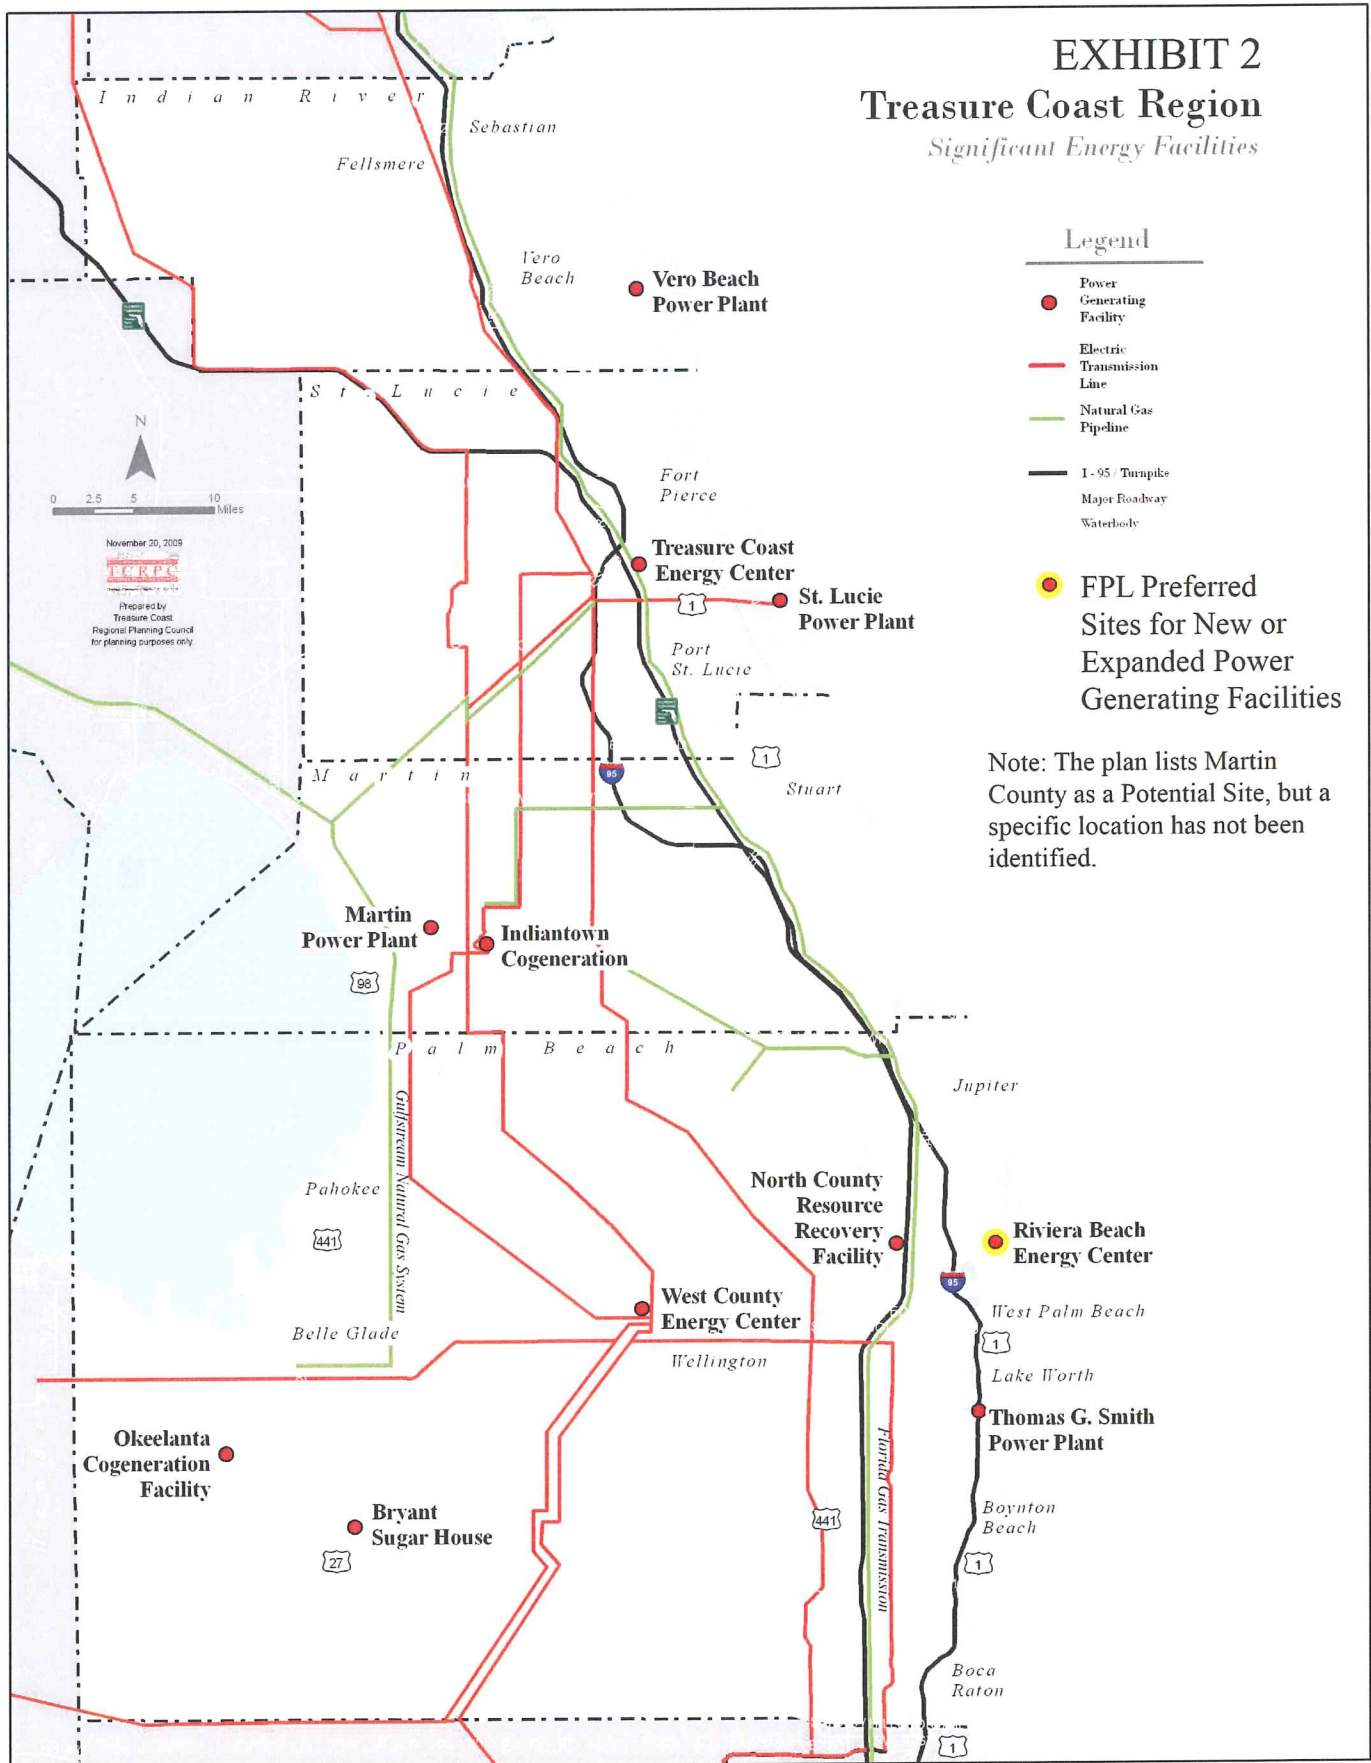 EXHIBIT 2
Treasure Coast Region
Significant Energy Facilities
Legend
Power
Generating
Facility
Electric
Transmission
Line
Natural Gas
Pipeline
I - 95 / Turnpike
Major Roadway
Waterbody
FPL Preferred
Sites for New or
Expanded Power
Generating Facilities
Note: The plan lists Martin
County as a Potential Site, but a
specific location has not been
identified.
Indian River
Sebastian
Fellsmere
Vero
Beach
Vero Beach
Power Plant
St. Lucie
N
0 2.5 5 10
Miles
November 20, 2009
TCRPC
Prepared by
Treasure Coast
Regional Planning Council
for planning purposes only.
Fort
Pierce
Treasure Coast
Energy Center
1
St. Lucie
Power Plant
Port
St. Lucie
1
Martin
95
Stuart
Martin
Power Plant
Indiantown
Cogeneration
98
Palm Beach
Jupiter
Gulfstream Natural Gas System
Pahokee
441
North County
Resource
Recovery
Facility
Riviera Beach
Energy Center
95
West County
Energy Center
West Palm Beach
1
Belle Glade
Wellington
Lake Worth
Thomas G. Smith
Power Plant
Okeelanta
Cogeneration
Facility
Florida Gas Transmission
Bryant
Sugar House
27
441
Boynton
Beach
1
Boca
Raton
1